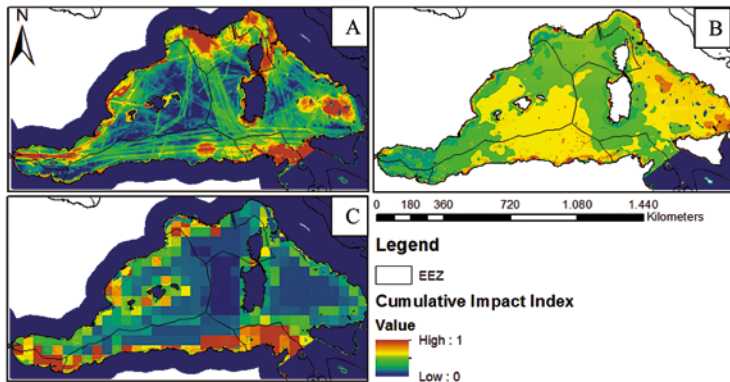 A
B
N
0 180 360 720 1.080 1.440
Kilometers
C
Legend
EEZ
Cumulative Impact Index
Value
High : 1
Low : 0